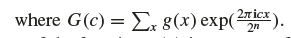 where G(c) = ∑ₓ g(x) exp(2πicx/2ⁿ).